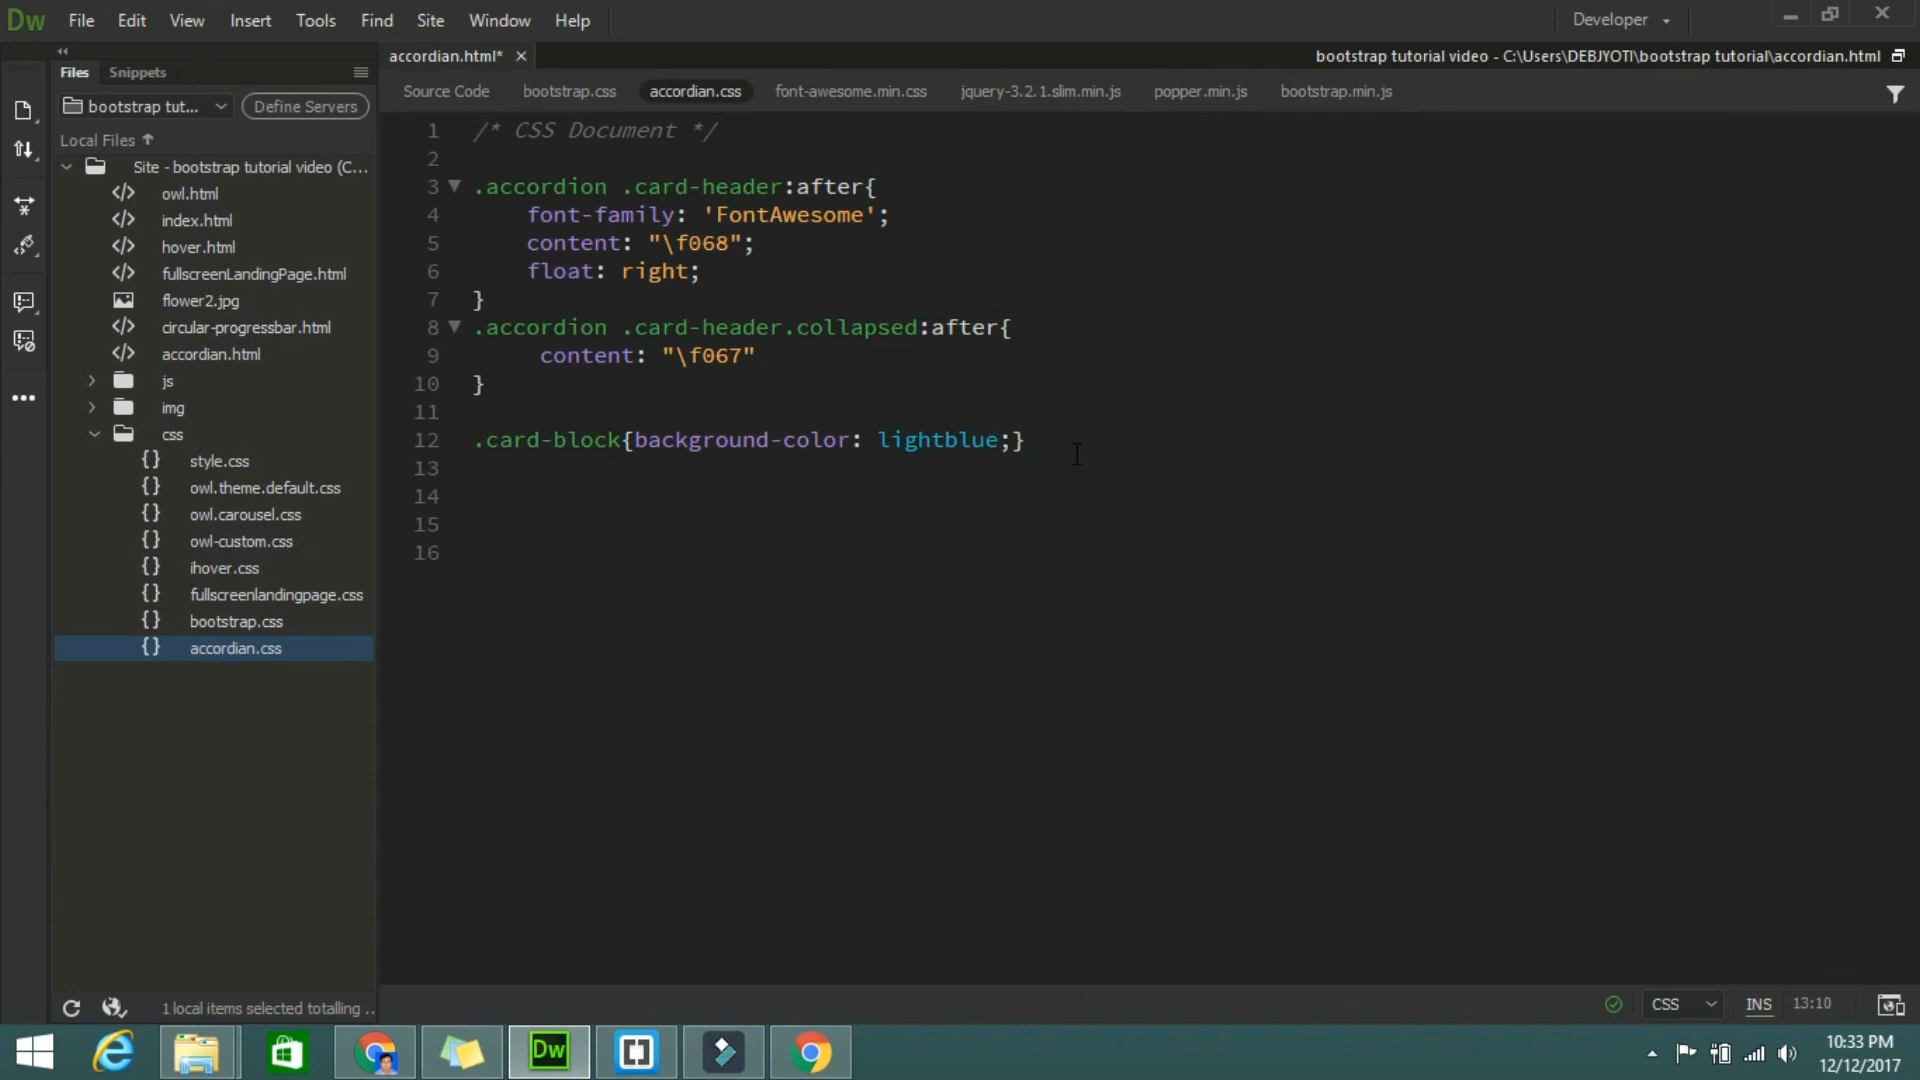 Dw File Edit View Insert Tools Find Site Window Help Developer
Files Snippets
accordian.html* bootstrap tutorial video - C:\Users\DEBJYOTI\bootstrap tutorial\accordian.html
Source Code bootstrap.css accordian.css font-awesome.min.css jquery-3.2.1.slim.min.js popper.min.js bootstrap.min.js
bootstrap tut... Define Servers
Local Files
Site - bootstrap tutorial video (C...
owl.html
index.html
hover.html
fullscreenLandingPage.html
flower2.jpg
circular-progressbar.html
accordian.html
js
img
css
style.css
owl.theme.default.css
owl.carousel.css
owl-custom.css
ihover.css
fullscreenlandingpage.css
bootstrap.css
accordian.css
1 local items selected totalling ..
1 /* CSS Document */
2
3 .accordion .card-header:after{
4 font-family: 'FontAwesome';
5 content: "\f068";
6 float: right;
7 }
8 .accordion .card-header.collapsed:after{
9 content: "\f067"
10 }
11
12 .card-block{background-color: lightblue;}
13
14
15
16
CSS INS 13:10
Dw
10:33 PM
12/12/2017